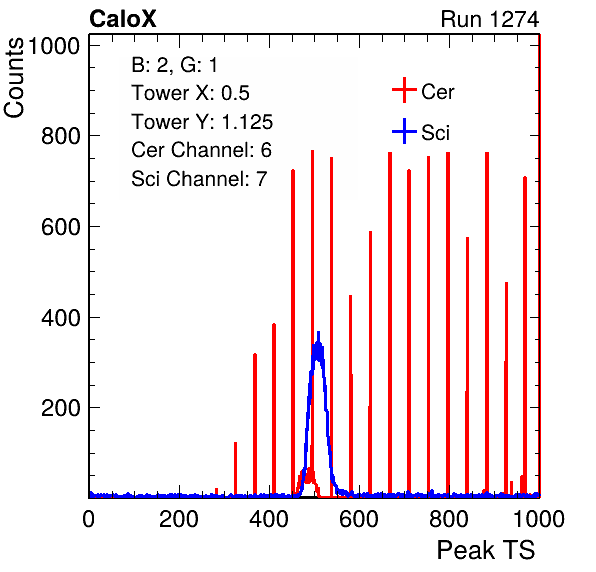 CaloX Run 1274
Counts
1000
800
600
400
200
B: 2, G: 1
Tower X: 0.5
Tower Y: 1.125
Cer Channel: 6
Sci Channel: 7
Cer
Sci
0 200 400 600 800 1000
Peak TS